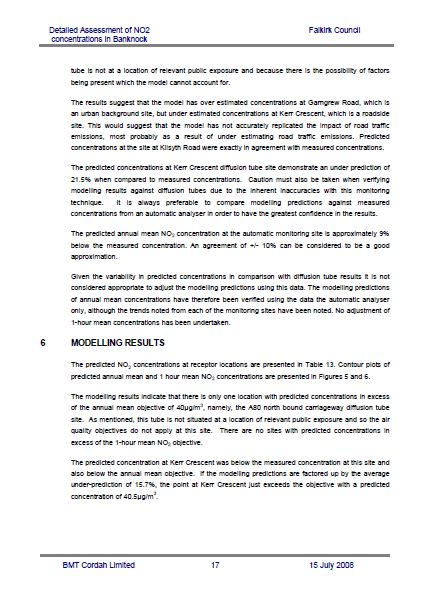 Detailed Assessment of NO2 Falkirk Council
concentrations in Banknock
tube is not at a location of relevant public exposure and because there is the possibility of factors
being present which the model cannot account for.
The results suggest that the model has over estimated concentrations at Garngrew Road, which is
an urban background site, but under estimated concentrations at Kerr Crescent, which is a roadside
site. This would suggest that the model has not accurately replicated the impact of road traffic
emissions, most probably as a result of under estimating road traffic emissions. Predicted
concentrations at the site at Kilsyth Road were exactly in agreement with measured concentrations.
The predicted concentrations at Kerr Crescent diffusion tube site demonstrate an under prediction of
21.5% when compared to measured concentrations. Caution must also be taken when verifying
modelling results against diffusion tubes due to the inherent inaccuracies with this monitoring
technique. It is always preferable to compare modelling predictions against measured
concentrations from an automatic analyser in order to have the greatest confidence in the results.
The predicted annual mean NO₂ concentration at the automatic monitoring site is approximately 9%
below the measured concentration. An agreement of +/- 10% can be considered to be a good
approximation.
Given the variability in predicted concentrations in comparison with diffusion tube results it is not
considered appropriate to adjust the modelling predictions using this data. The modelling predictions
of annual mean concentrations have therefore been verified using the data the automatic analyser
only, although the trends noted from each of the monitoring sites have been noted. No adjustment of
1-hour mean concentrations has been undertaken.
6 MODELLING RESULTS
The predicted NO₂ concentrations at receptor locations are presented in Table 13. Contour plots of
predicted annual mean and 1 hour mean NO₂ concentrations are presented in Figures 5 and 6.
The modelling results indicate that there is only one location with predicted concentrations in excess
of the annual mean objective of 40µg/m³, namely, the A80 north bound carriageway diffusion tube
site. As mentioned, this tube is not situated at a location of relevant public exposure and so the air
quality objectives do not apply at this site. There are no sites with predicted concentrations in
excess of the 1-hour mean NO₂ objective.
The predicted concentration at Kerr Crescent was below the measured concentration at this site and
also below the annual mean objective. If the modelling predictions are factored up by the average
under-prediction of 15.7%, the point at Kerr Crescent just exceeds the objective with a predicted
concentration of 40.5µg/m³.
BMT Cordah Limited 17 15 July 2008